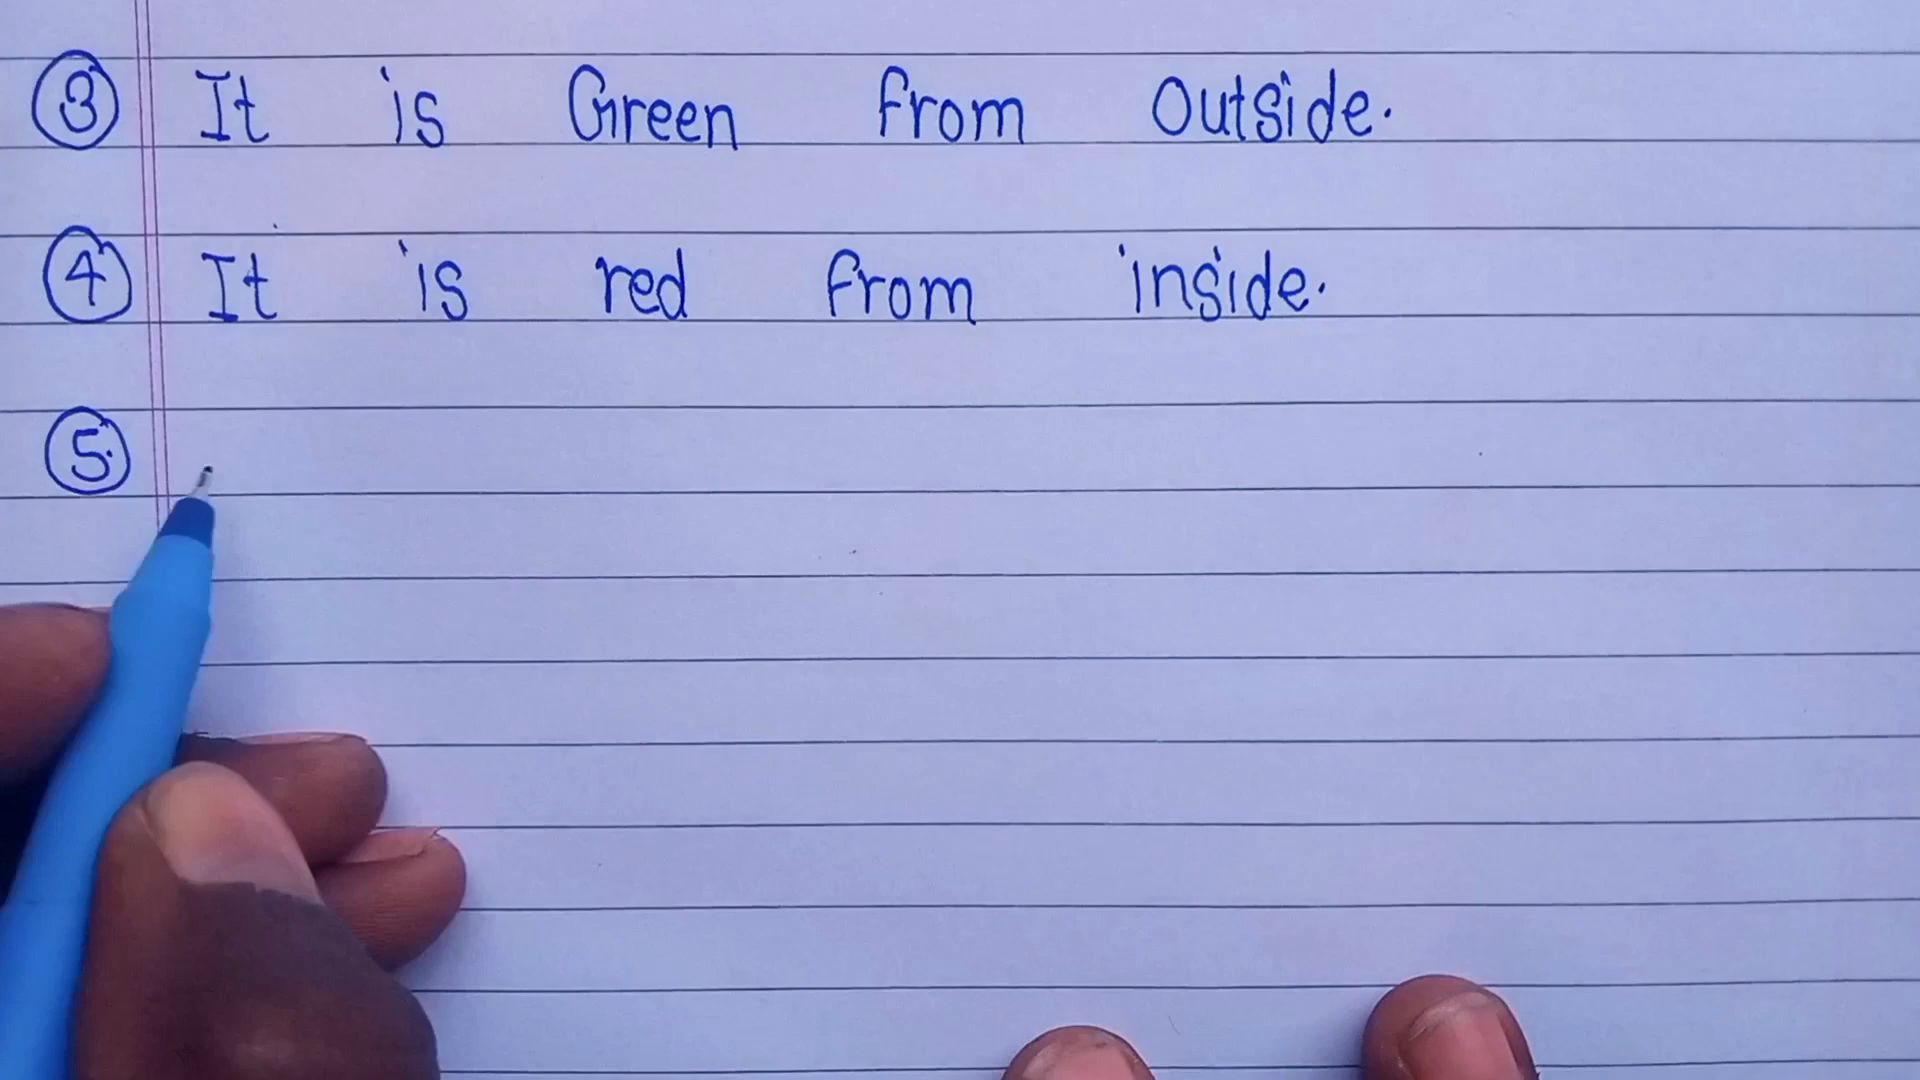 3 It is Green from Outside.
4 It is red from inside.
5.